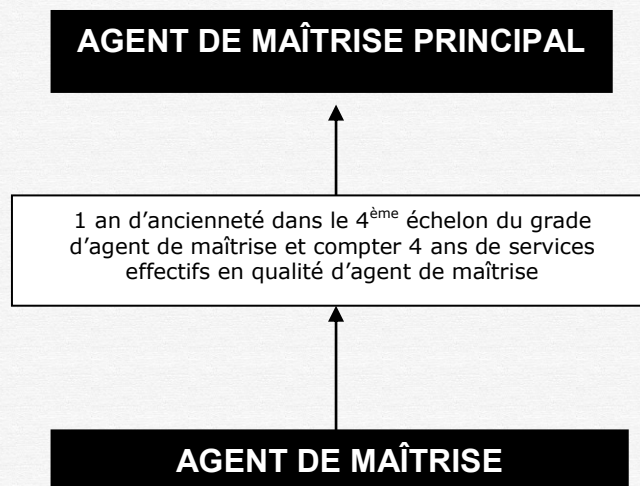 AGENT DE MAÎTRISE PRINCIPAL
1 an d’ancienneté dans le 4ème échelon du grade
d’agent de maîtrise et compter 4 ans de services
effectifs en qualité d’agent de maîtrise
AGENT DE MAÎTRISE